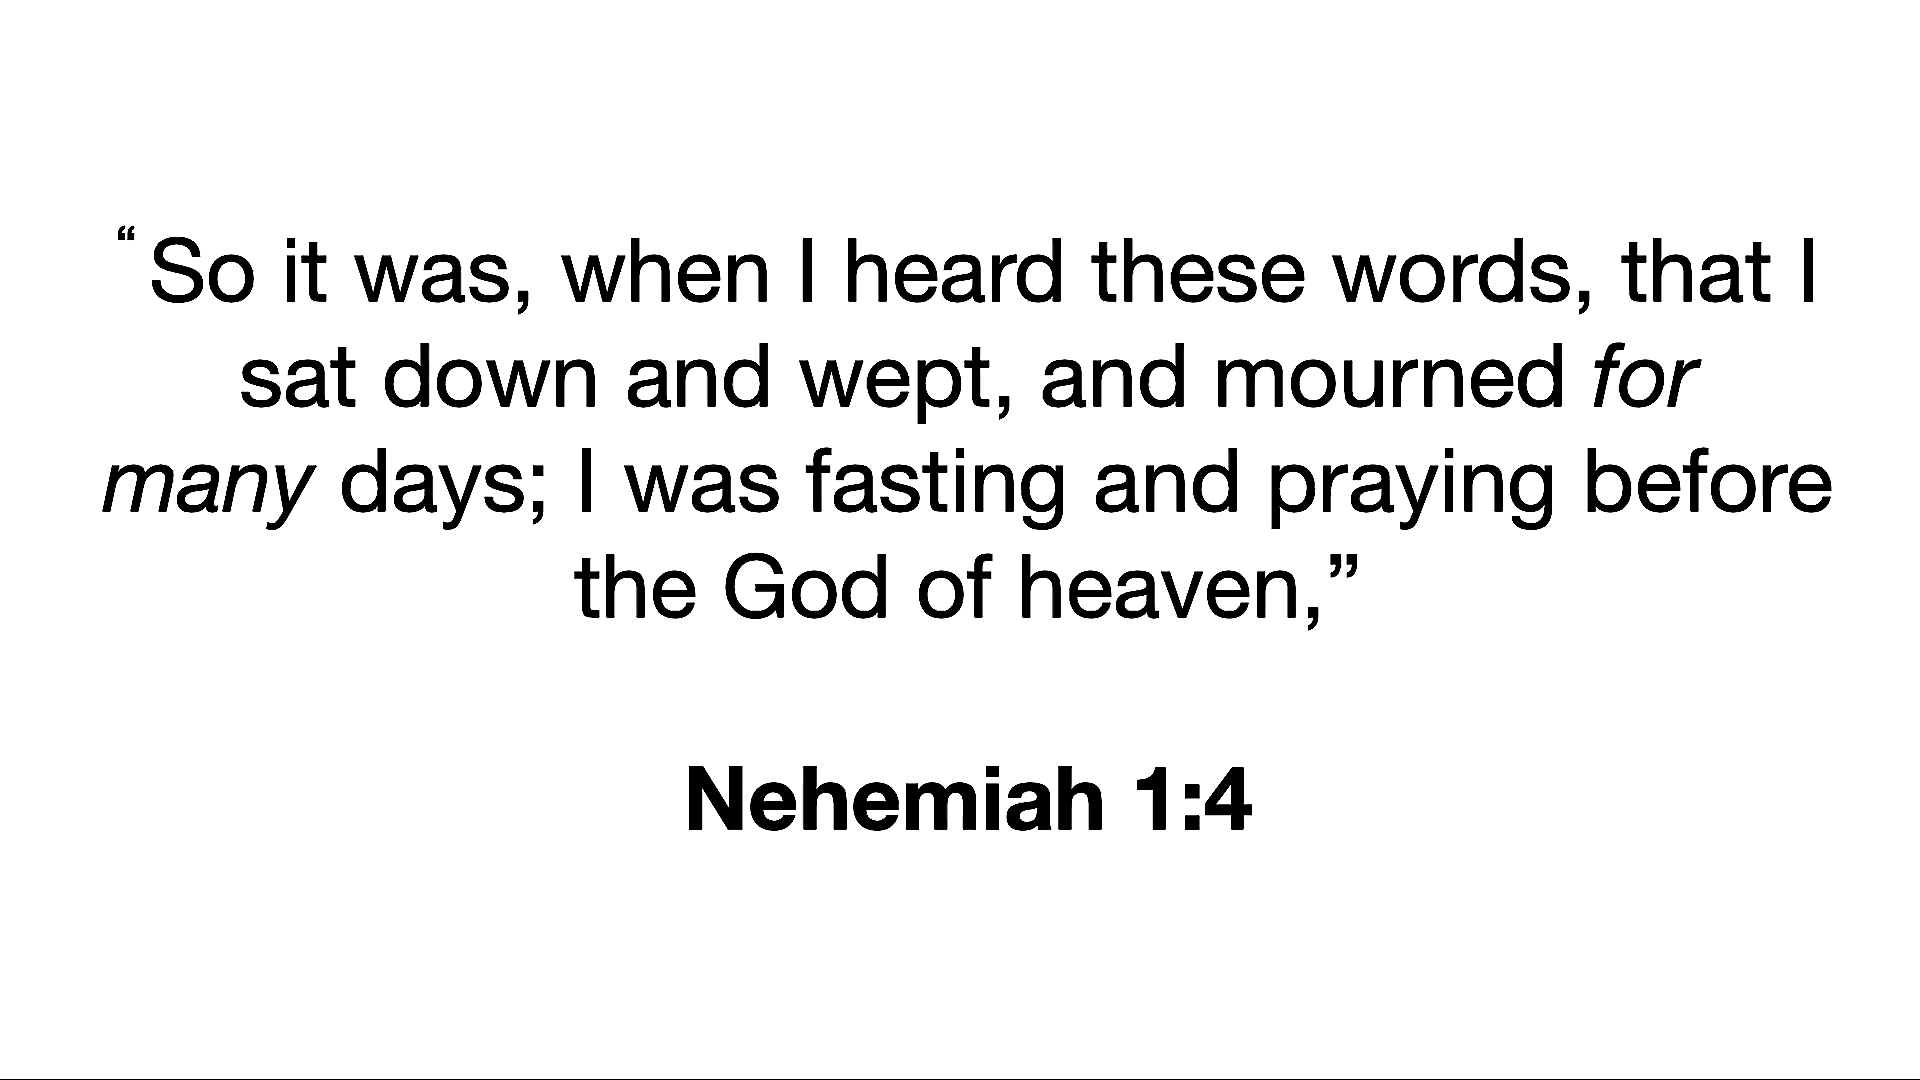 “So it was, when I heard these words, that I
sat down and wept, and mourned for
many days; I was fasting and praying before
the God of heaven,”
Nehemiah 1:4